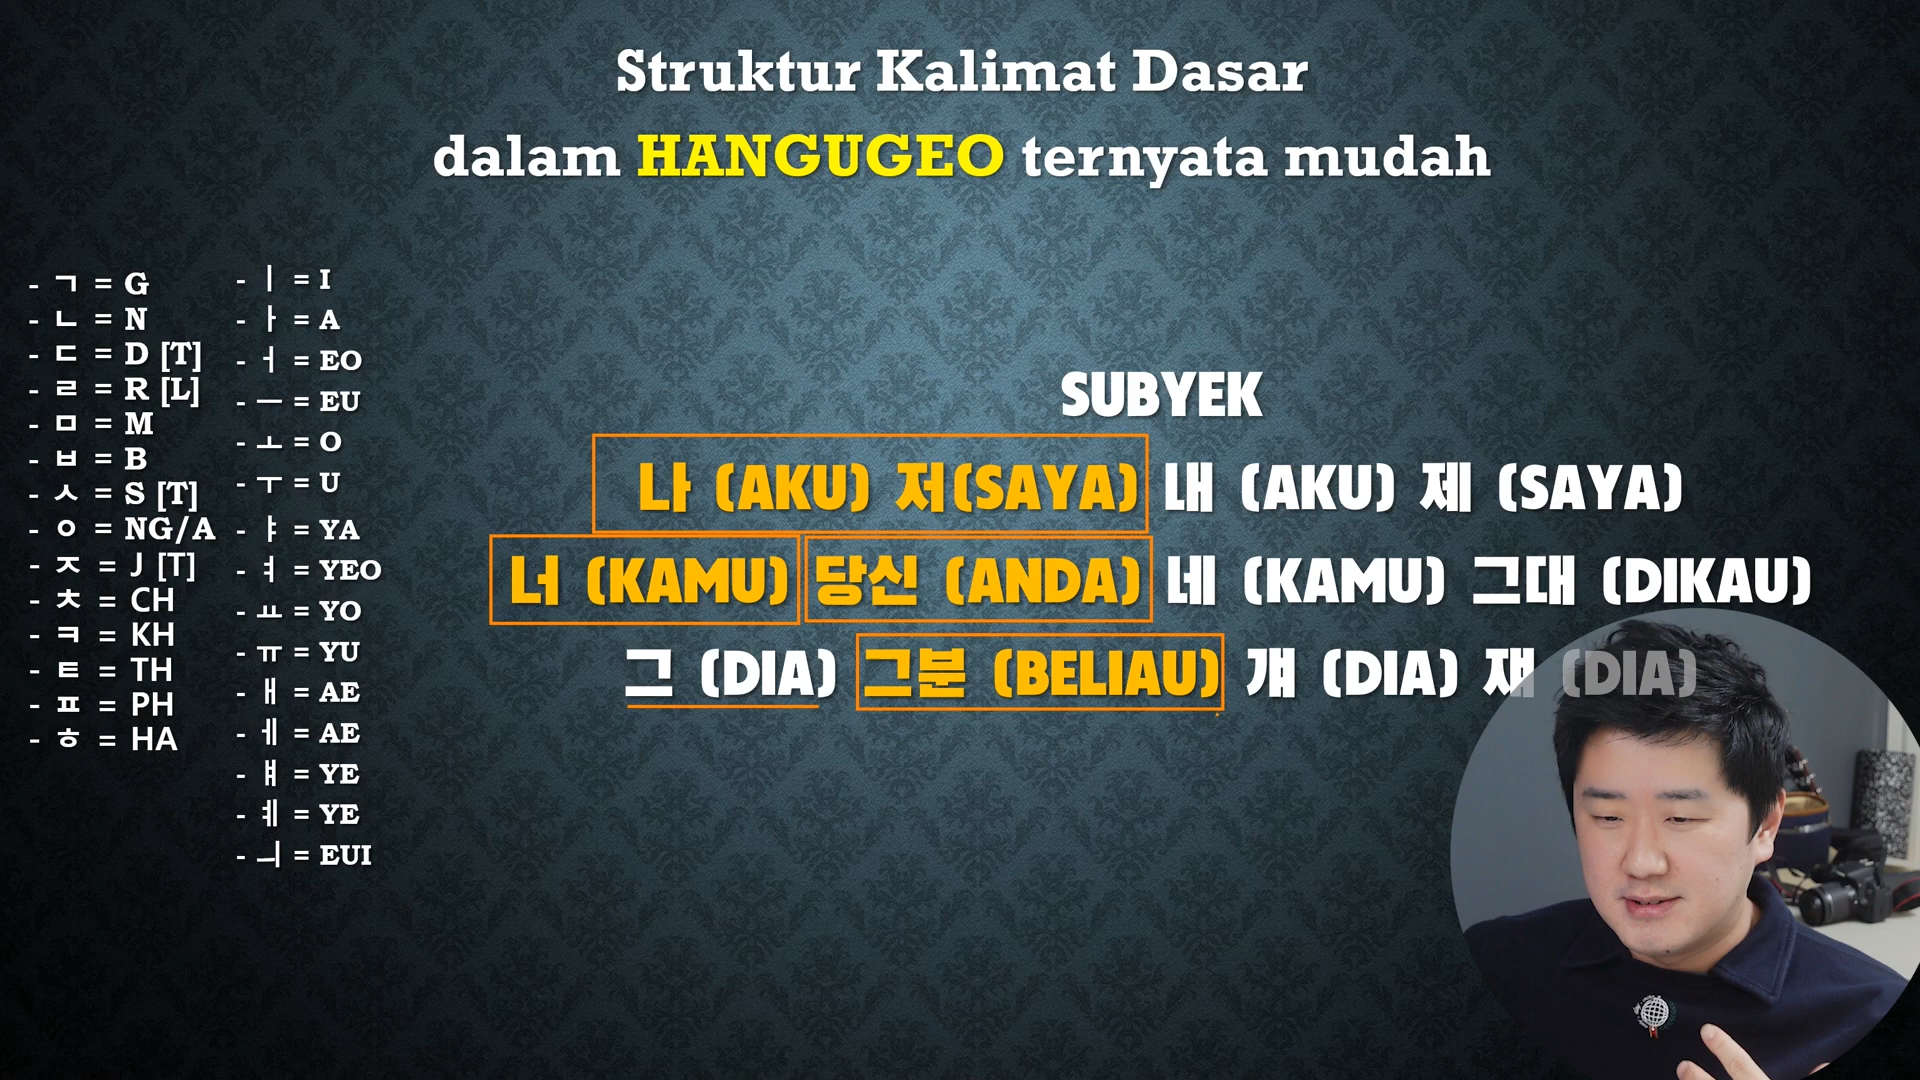 Struktur Kalimat Dasar
dalam HANGUGEO ternyata mudah
- ㄱ = G
- ㄴ = N
- ㄷ = D [T]
- ㄹ = R [L]
- ㅁ = M
- ㅂ = B
- ㅅ = S [T]
- ㅇ = NG/A
- ㅈ = J [T]
- ㅊ = CH
- ㅋ = KH
- ㅌ = TH
- ㅍ = PH
- ㅎ = HA
- ㅣ = I
- ㅏ = A
- ㅓ = EO
- ㅡ = EU
- ㅗ = O
- ㅜ = U
- ㅑ = YA
- ㅕ = YEO
- ㅛ = YO
- ㅠ = YU
- ㅐ = AE
- ㅔ = AE
- ㅒ = YE
- ㅖ = YE
- ㅢ = EUI
SUBYEK
나 (AKU) 저(SAYA) 내 (AKU) 제 (SAYA)
너 (KAMU) 당신 (ANDA) 네 (KAMU) 그대 (DIKAU)
그 (DIA) 그분 (BELIAU) 걔 (DIA) (DIA)